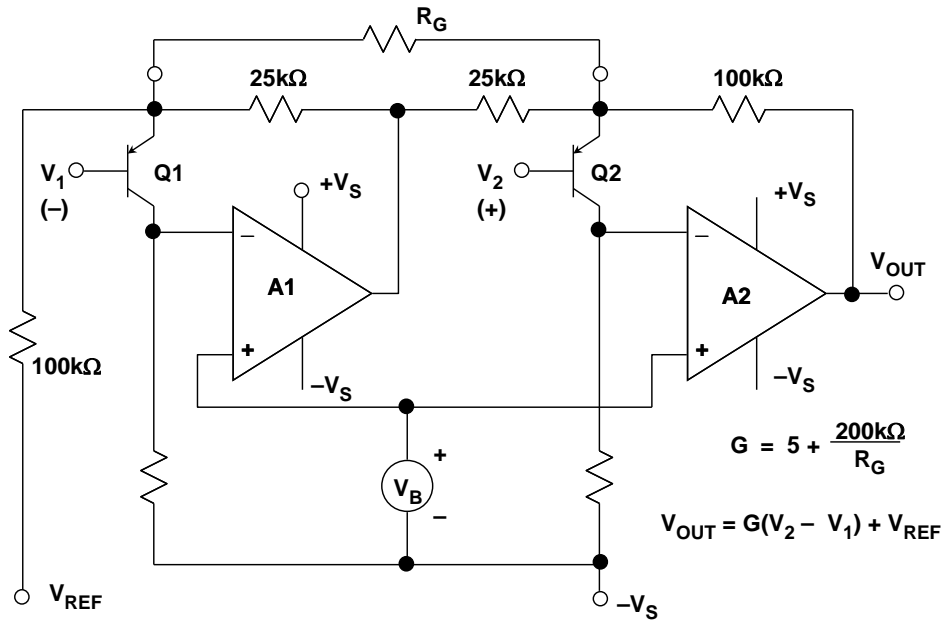 R_G
25kΩ
25kΩ
100kΩ
V_1
(–)
Q1
+V_S
V_2
(+)
Q2
+V_S
–
A1
+
–V_S
–
A2
+
–V_S
V_OUT
100kΩ
+
V_B
–
G = 5 + 200kΩ
R_G
V_OUT = G(V_2 – V_1) + V_REF
V_REF
–V_S